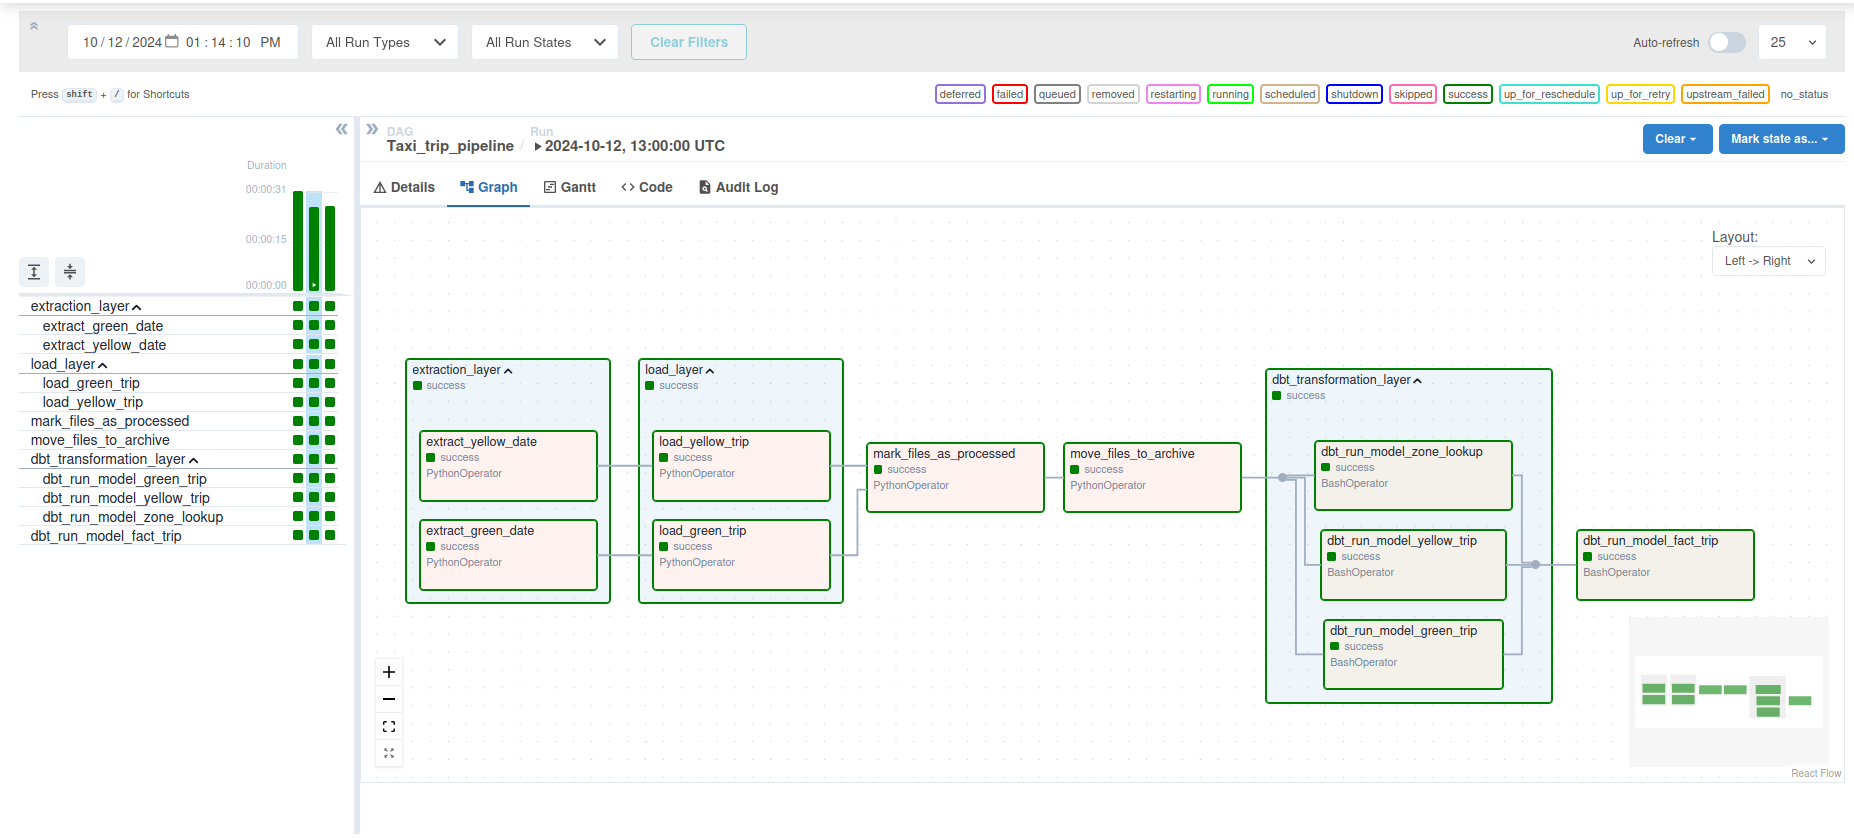 10 / 12 / 2024 01 : 14 : 10 PM
All Run Types
All Run States
Clear Filters
Auto-refresh
25
Press shift + / for Shortcuts
deferred
failed
queued
removed
restarting
running
scheduled
shutdown
skipped
success
up_for_reschedule
up_for_retry
upstream_failed
no_status
DAG
Taxi_trip_pipeline
/
Run
2024-10-12, 13:00:00 UTC
Clear
Mark state as...
Details
Graph
Gantt
Code
Audit Log
Duration
00:00:31
00:00:15
00:00:00
extraction_layer
extract_green_date
extract_yellow_date
load_layer
load_green_trip
load_yellow_trip
mark_files_as_processed
move_files_to_archive
dbt_transformation_layer
dbt_run_model_green_trip
dbt_run_model_yellow_trip
dbt_run_model_zone_lookup
dbt_run_model_fact_trip
Layout:
Left -> Right
extraction_layer
success
extract_yellow_date
success
PythonOperator
extract_green_date
success
PythonOperator
load_layer
success
load_yellow_trip
success
PythonOperator
load_green_trip
success
PythonOperator
mark_files_as_processed
success
PythonOperator
move_files_to_archive
success
PythonOperator
dbt_transformation_layer
success
dbt_run_model_zone_lookup
success
BashOperator
dbt_run_model_yellow_trip
success
BashOperator
dbt_run_model_green_trip
success
BashOperator
dbt_run_model_fact_trip
success
BashOperator
React Flow